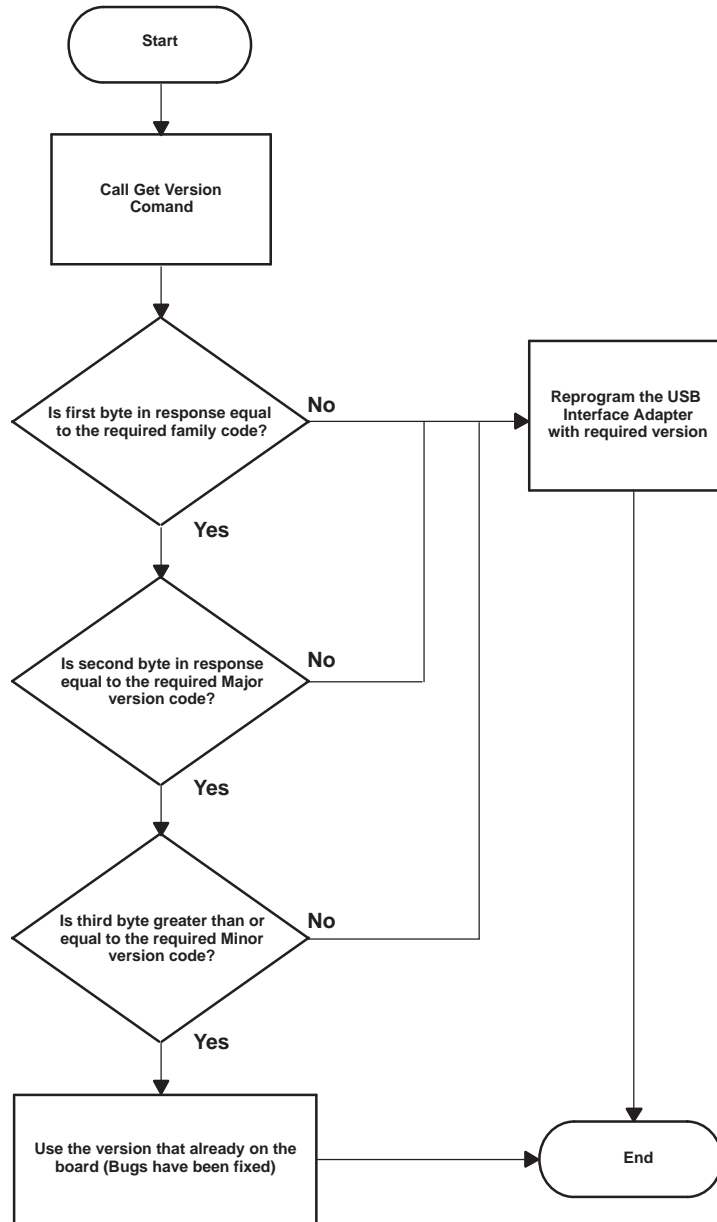 Start
Call Get Version
Comand
Is first byte in response equal
to the required family code?
No
Reprogram the USB
Interface Adapter
with required version
Yes
Is second byte in response
equal to the required Major
version code?
No
Yes
Is third byte greater than or
equal to the required Minor
version code?
No
Yes
Use the version that already on the
board (Bugs have been fixed)
End